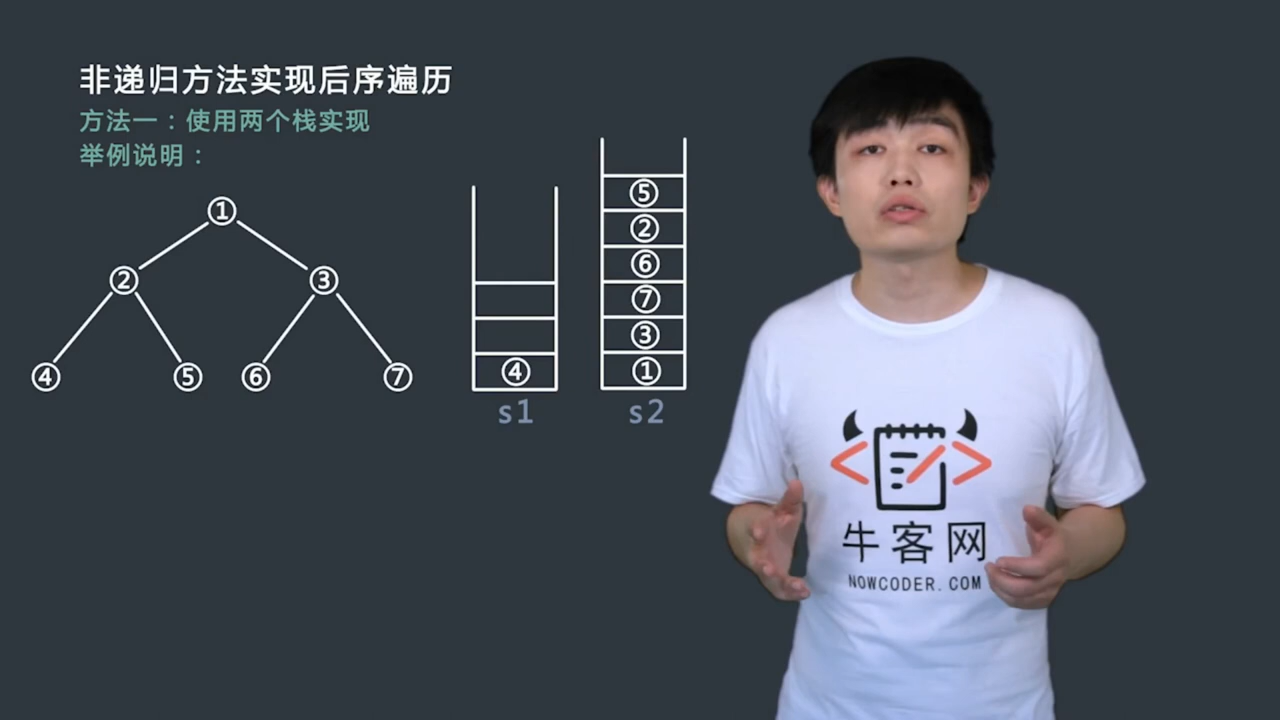 非递归方法实现后序遍历
方法一：使用两个栈实现
举例说明：
①
②
③
④
⑤
⑥
⑦
④
s1
⑤
②
⑥
⑦
③
①
s2
牛客网
NOWCODER.COM